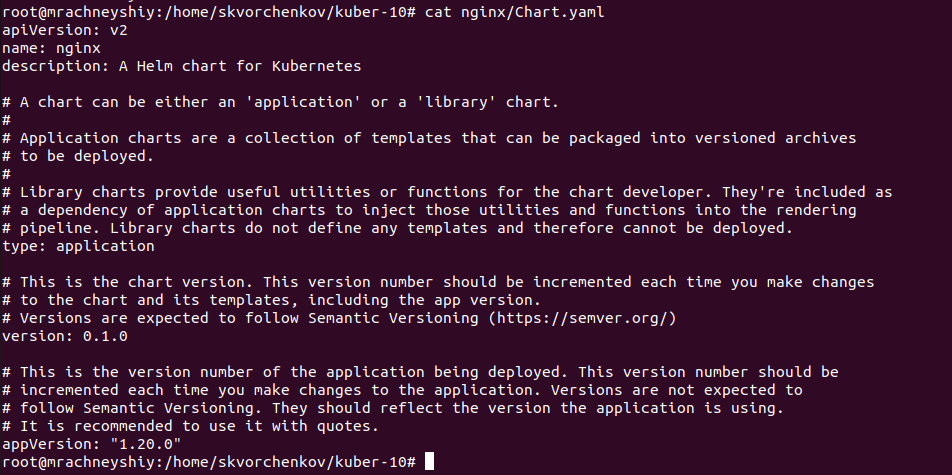 root@mrachneyshiy:/home/skvorchenkov/kuber-10# cat nginx/Chart.yaml
apiVersion: v2
name: nginx
description: A Helm chart for Kubernetes
# A chart can be either an 'application' or a 'library' chart.
#
# Application charts are a collection of templates that can be packaged into versioned archives
# to be deployed.
#
# Library charts provide useful utilities or functions for the chart developer. They're included as
# a dependency of application charts to inject those utilities and functions into the rendering
# pipeline. Library charts do not define any templates and therefore cannot be deployed.
type: application
# This is the chart version. This version number should be incremented each time you make changes
# to the chart and its templates, including the app version.
# Versions are expected to follow Semantic Versioning (https://semver.org/)
version: 0.1.0
# This is the version number of the application being deployed. This version number should be
# incremented each time you make changes to the application. Versions are not expected to
# follow Semantic Versioning. They should reflect the version the application is using.
# It is recommended to use it with quotes.
appVersion: "1.20.0"
root@mrachneyshiy:/home/skvorchenkov/kuber-10#